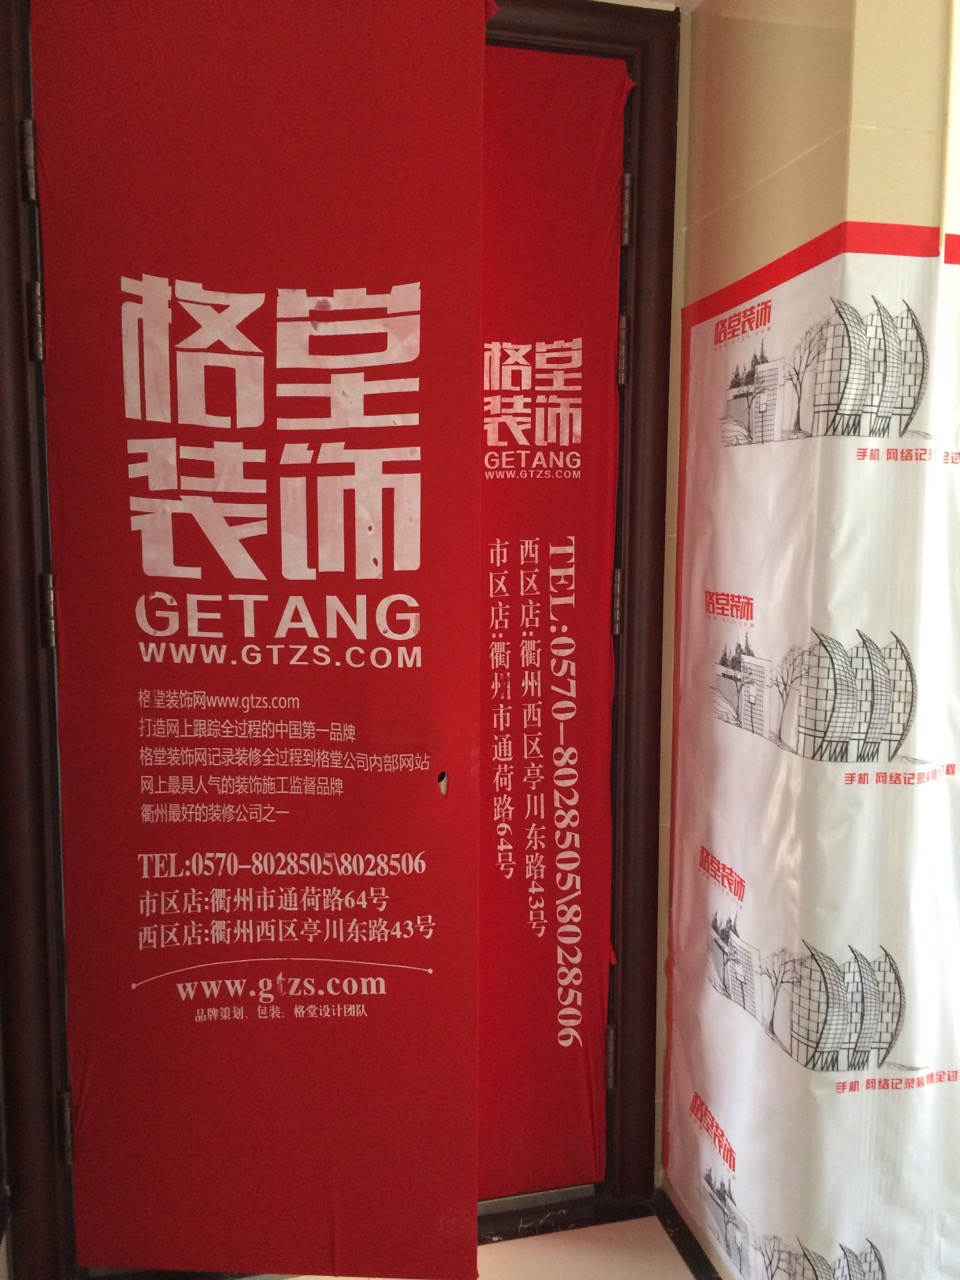 格堂
装饰
GETANG
WWW.GTZS.COM
格堂装饰网www.gtzs.com
打造网上跟踪全过程的中国第一品牌
格堂装饰网记录装修全过程到格堂公司内部网站
网上最具人气的装饰施工监督品牌
衢州最好的装修公司之一
TEL:0570-8028505\8028506
市区店:衢州市通荷路64号
西区店:衢州西区亭川东路43号
www.gtzs.com
品牌策划、包装：格堂设计团队
格堂
装饰
GETANG
WWW.GTZS.COM
TEL:0570-8028505\8028506
西区店:衢州西区亭川东路43号
市区店:衢州市通荷路64号
格堂装饰
手机 网络记录 全过
格堂装饰
手机 网络记录装修全过程
格堂装饰
手机 网络记录装修全过
格堂装饰